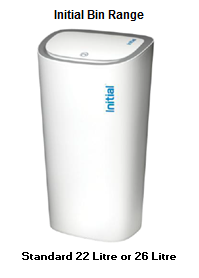 Initial Bin Range
Initial
Standard 22 Litre or 26 Litre